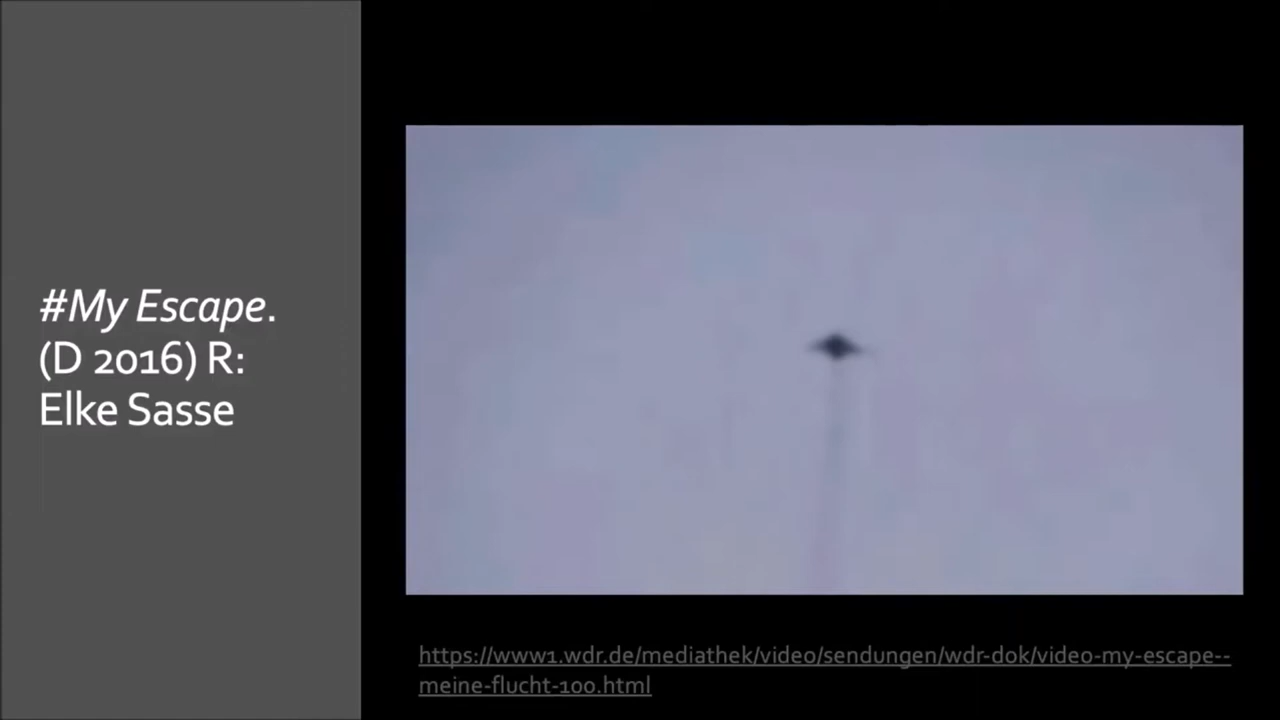 #My Escape.
(D 2016) R:
Elke Sasse
https://www1.wdr.de/mediathek/video/sendungen/wdr-dok/video-my-escape--
meine-flucht-100.html